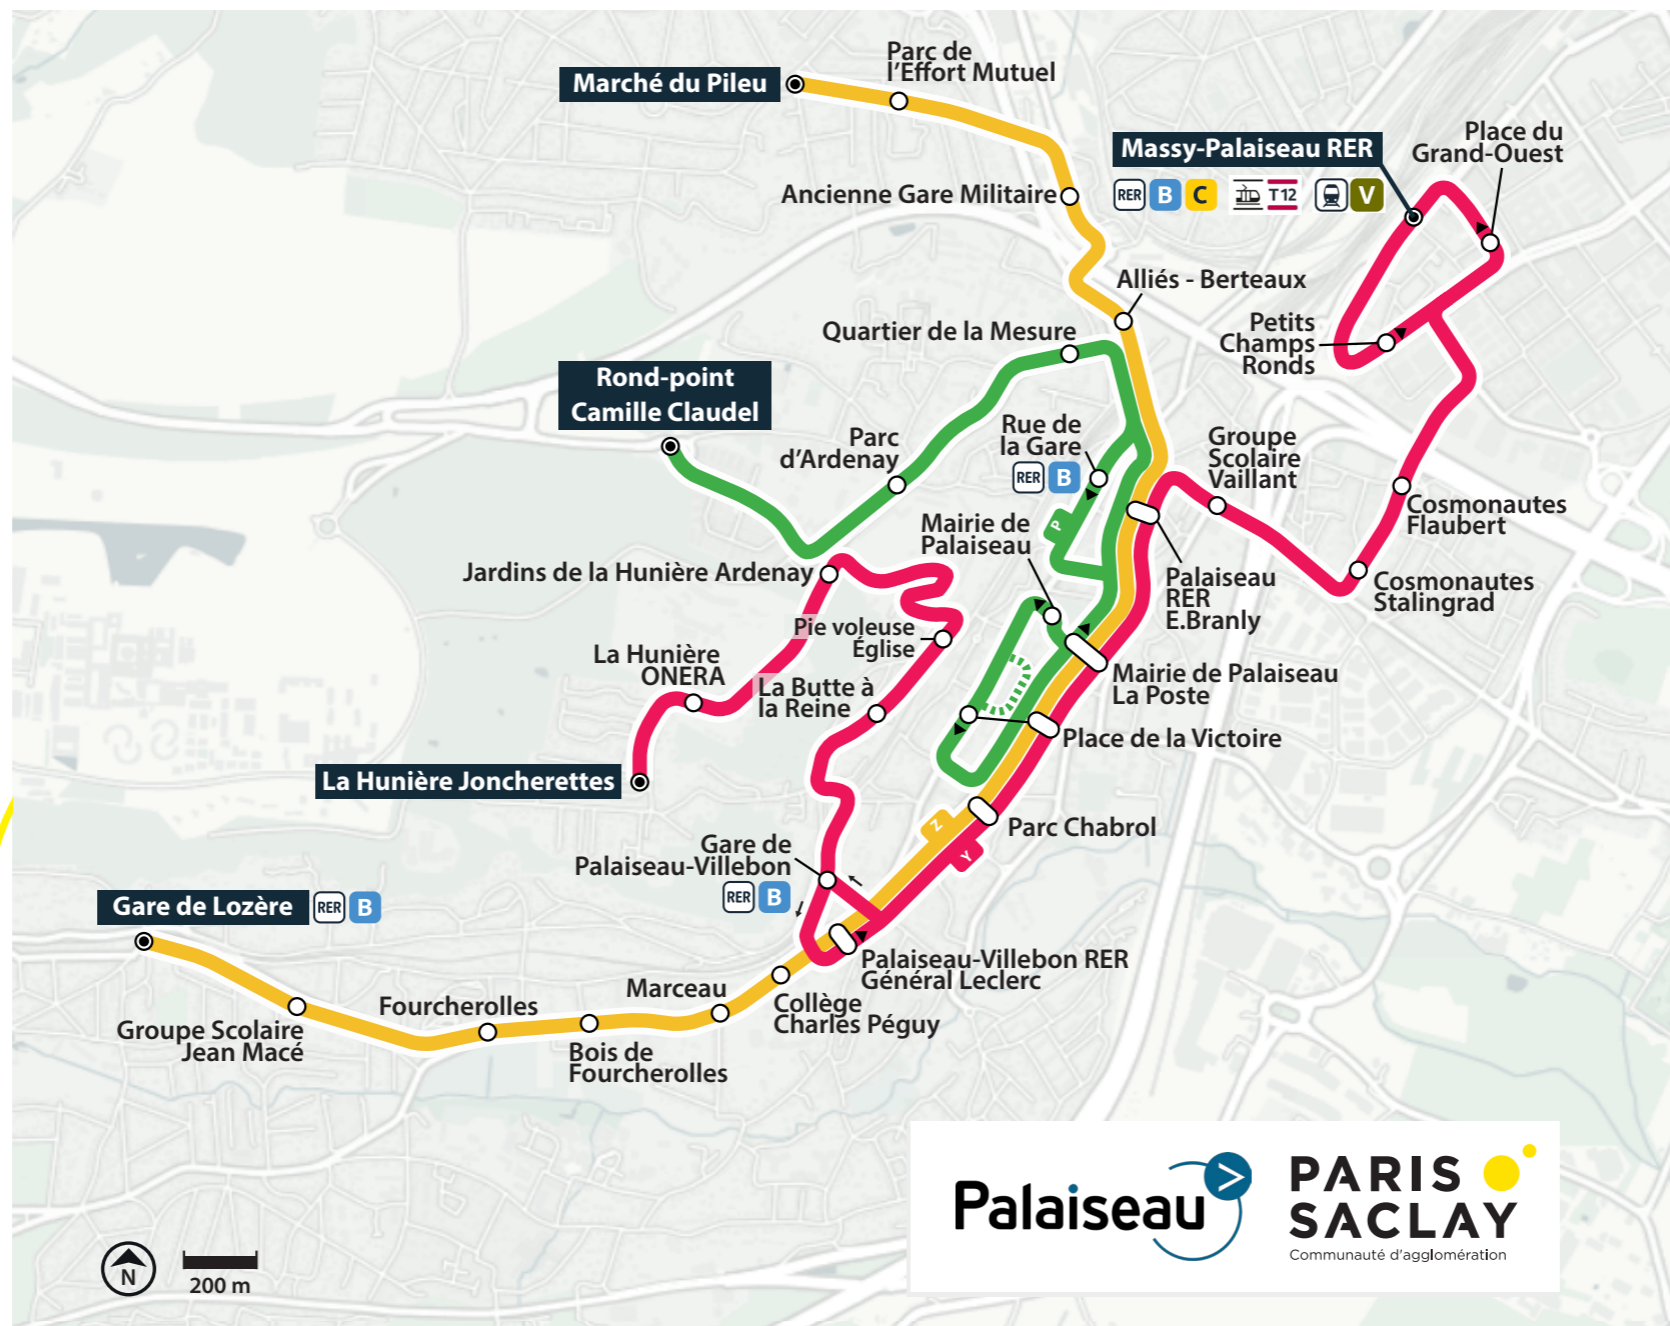 Parc de
l'Effort Mutuel
Marché du Pileu
Place du
Grand-Ouest
Massy-Palaiseau RER
RER B C T12 V
Ancienne Gare Militaire
Alliés - Berteaux
Quartier de la Mesure
Petits
Champs
Ronds
Rond-point
Camille Claudel
Parc
d'Ardenay
Rue de
la Gare
RER B
Groupe
Scolaire
Vaillant
Cosmonautes
Flaubert
P
Mairie de
Palaiseau
Jardins de la Hunière Ardenay
Palaiseau
RER
E.Branly
Cosmonautes
Stalingrad
Pie voleuse
Église
La Hunière
ONERA
La Butte à
la Reine
Mairie de Palaiseau
La Poste
Place de la Victoire
La Hunière Joncherettes
Z
Y
Parc Chabrol
Gare de
Palaiseau-Villebon
RER B
Gare de Lozère RER B
Palaiseau-Villebon RER
Général Leclerc
Marceau
Collège
Charles Péguy
Fourcherolles
Groupe Scolaire
Jean Macé
Bois de
Fourcherolles
N
200 m
Palaiseau
PARIS
SACLAY
Communauté d'agglomération